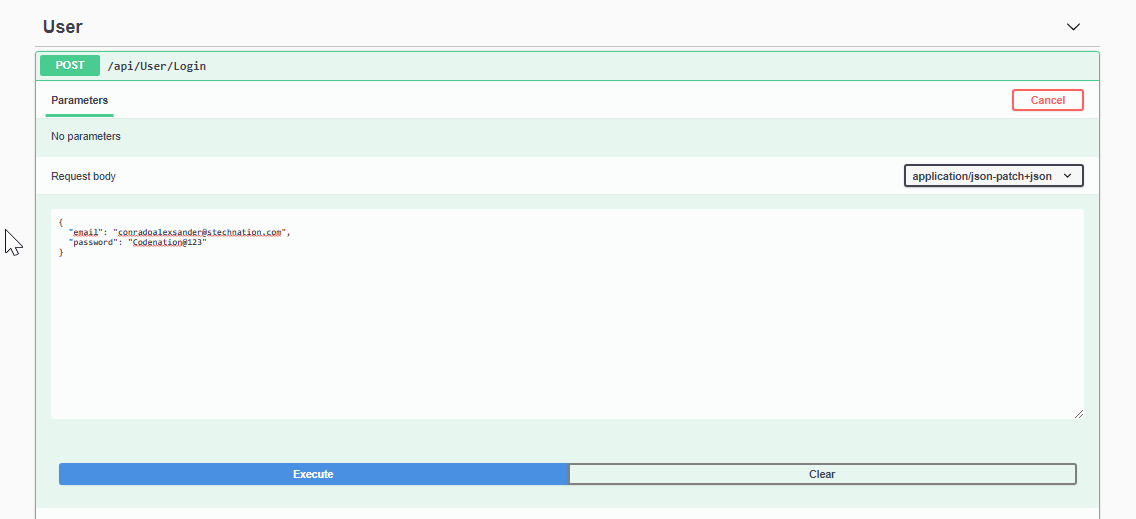 User
POST /api/User/Login
Parameters
Cancel
No parameters
Request body
application/json-patch+json
{
"email": "conradoalexsander@stechnation.com",
"password": "Codenation@123"
}
Execute
Clear